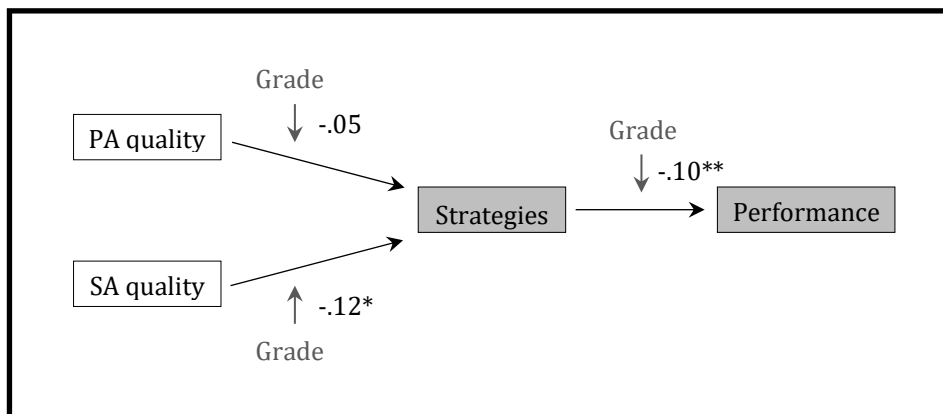 Grade
-.05
PA quality
Grade
-.10**
Strategies
Performance
SA quality
-.12*
Grade